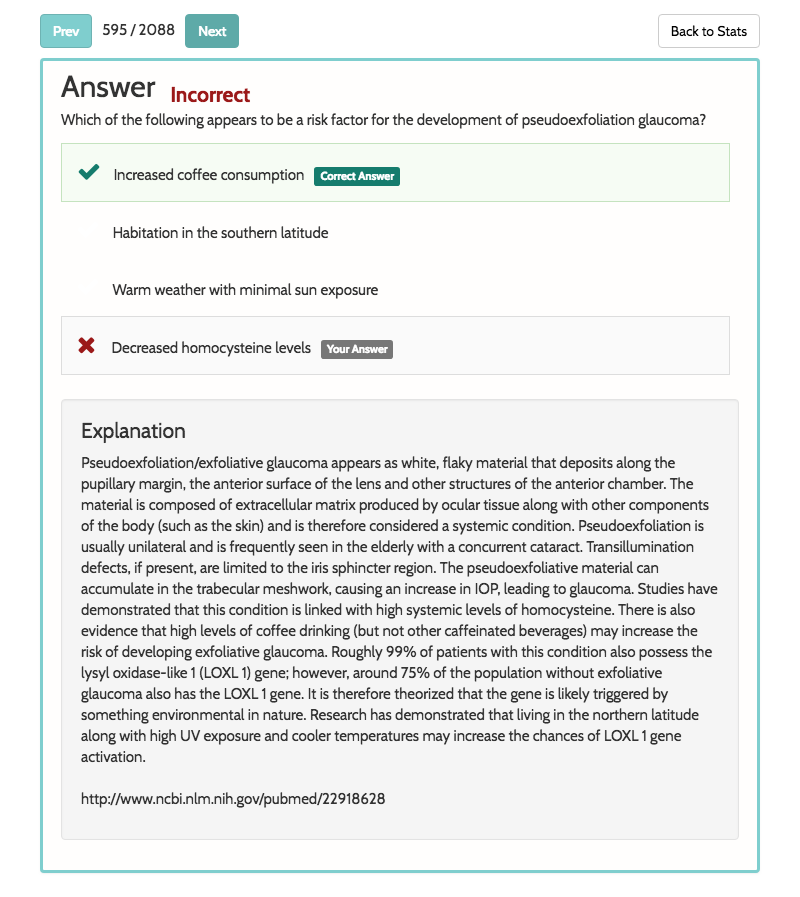 Prev 595 / 2088 Next Back to Stats
Answer Incorrect
Which of the following appears to be a risk factor for the development of pseudoexfoliation glaucoma?
Increased coffee consumption Correct Answer
Habitation in the southern latitude
Warm weather with minimal sun exposure
Decreased homocysteine levels Your Answer
Explanation
Pseudoexfoliation/exfoliative glaucoma appears as white, flaky material that deposits along the
pupillary margin, the anterior surface of the lens and other structures of the anterior chamber. The
material is composed of extracellular matrix produced by ocular tissue along with other components
of the body (such as the skin) and is therefore considered a systemic condition. Pseudoexfoliation is
usually unilateral and is frequently seen in the elderly with a concurrent cataract. Transillumination
defects, if present, are limited to the iris sphincter region. The pseudoexfoliative material can
accumulate in the trabecular meshwork, causing an increase in IOP, leading to glaucoma. Studies have
demonstrated that this condition is linked with high systemic levels of homocysteine. There is also
evidence that high levels of coffee drinking (but not other caffeinated beverages) may increase the
risk of developing exfoliative glaucoma. Roughly 99% of patients with this condition also possess the
lysyl oxidase-like 1 (LOXL 1) gene; however, around 75% of the population without exfoliative
glaucoma also has the LOXL 1 gene. It is therefore theorized that the gene is likely triggered by
something environmental in nature. Research has demonstrated that living in the northern latitude
along with high UV exposure and cooler temperatures may increase the chances of LOXL 1 gene
activation.
http://www.ncbi.nlm.nih.gov/pubmed/22918628